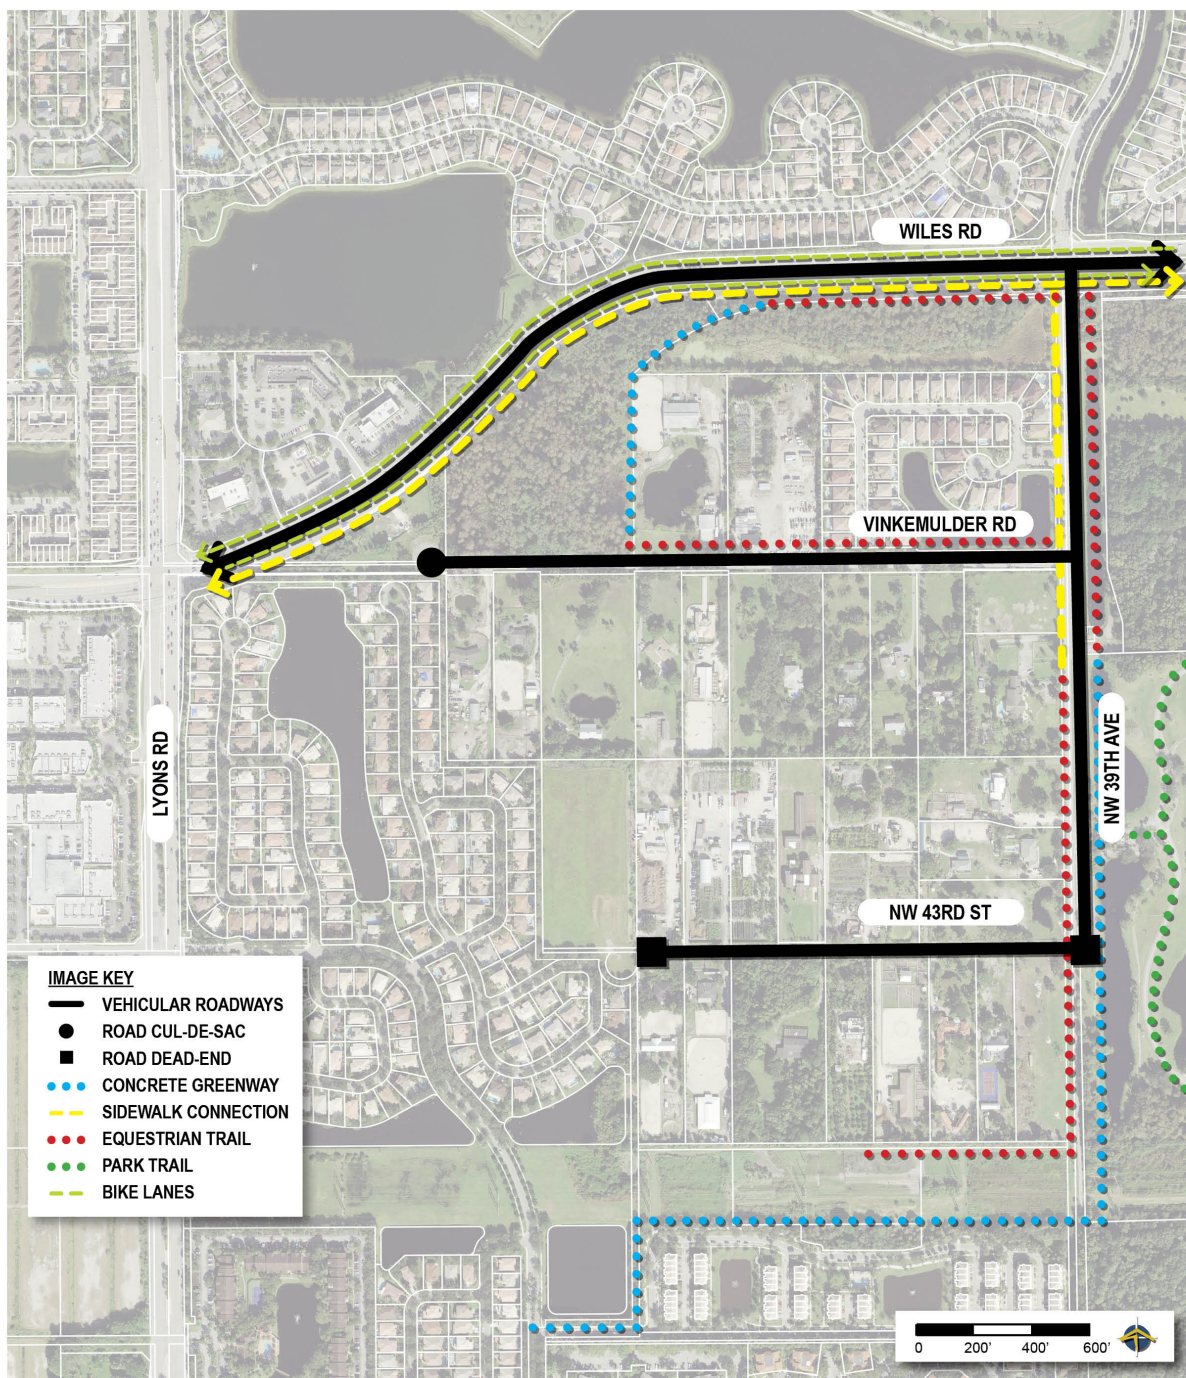 WILES RD
VINKEMULDER RD
LYONS RD
NW 39TH AVE
NW 43RD ST
IMAGE KEY
VEHICULAR ROADWAYS
ROAD CUL-DE-SAC
ROAD DEAD-END
CONCRETE GREENWAY
SIDEWALK CONNECTION
EQUESTRIAN TRAIL
PARK TRAIL
BIKE LANES
0 200' 400' 600'